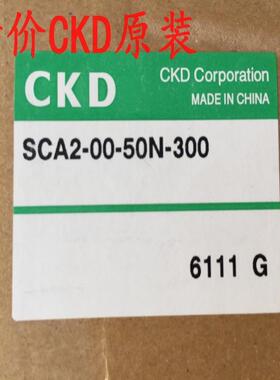 价CKD原装
CKD
CKD Corporation
MADE IN CHINA
SCA2-00-50N-300
6111 G